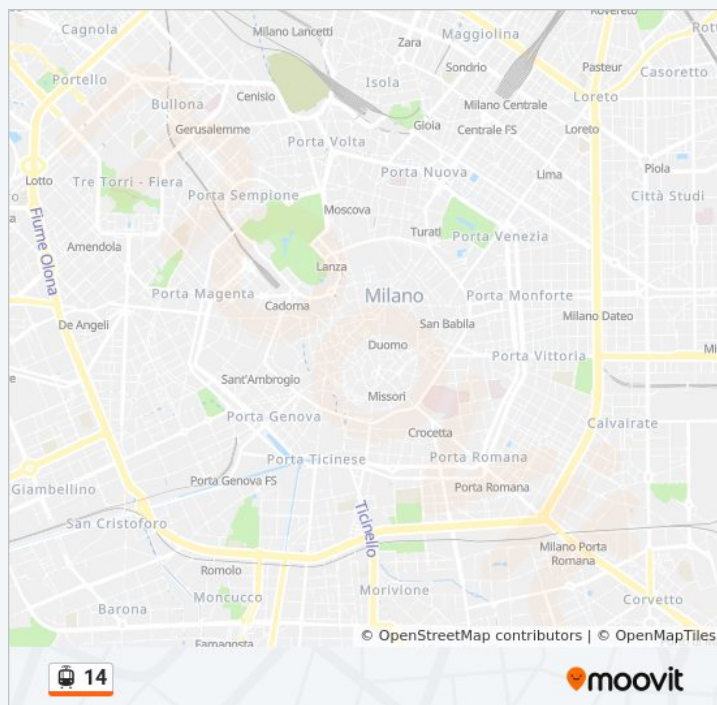 Cagnola
Milano Lancetti
Maggiolina
Rovereto
Rott
Zara
Portello
Isola
Sondrio
Pasteur
Casoretto
Bullona
Cenisio
Milano Centrale
Loreto
Gerusalemme
Gioia
Centrale FS
Loreto
Porta Volta
Lotto
Tre Torri - Fiera
Porta Nuova
Lima
Piola
Porta Sempione
Città Studi
Moscova
Turati
Porta Venezia
Amendola
Fiume Olona
Lanza
Porta Magenta
Cadorna
Milano
Porta Monforte
De Angeli
San Babila
Milano Dateo
Duomo
Porta Vittoria
Mi
e
Sant'Ambrogio
Missori
Porta Genova
Crocetta
Calvairate
Porta Ticinese
Porta Romana
Giambellino
Porta Genova FS
Porta Romana
San Cristoforo
Ticinello
Milano Porta
Romana
Romolo
Morivione
Moncucco
Corvetto
Barona
Famagosta
© OpenStreetMap contributors | © OpenMapTiles
14
moovit